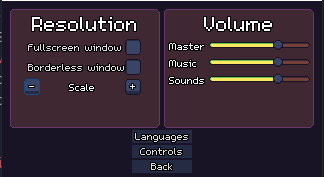 Resolution
Fullscreen window
Borderless window
- Scale +
Volume
Master
Music
Sounds
Languages
Controls
Back